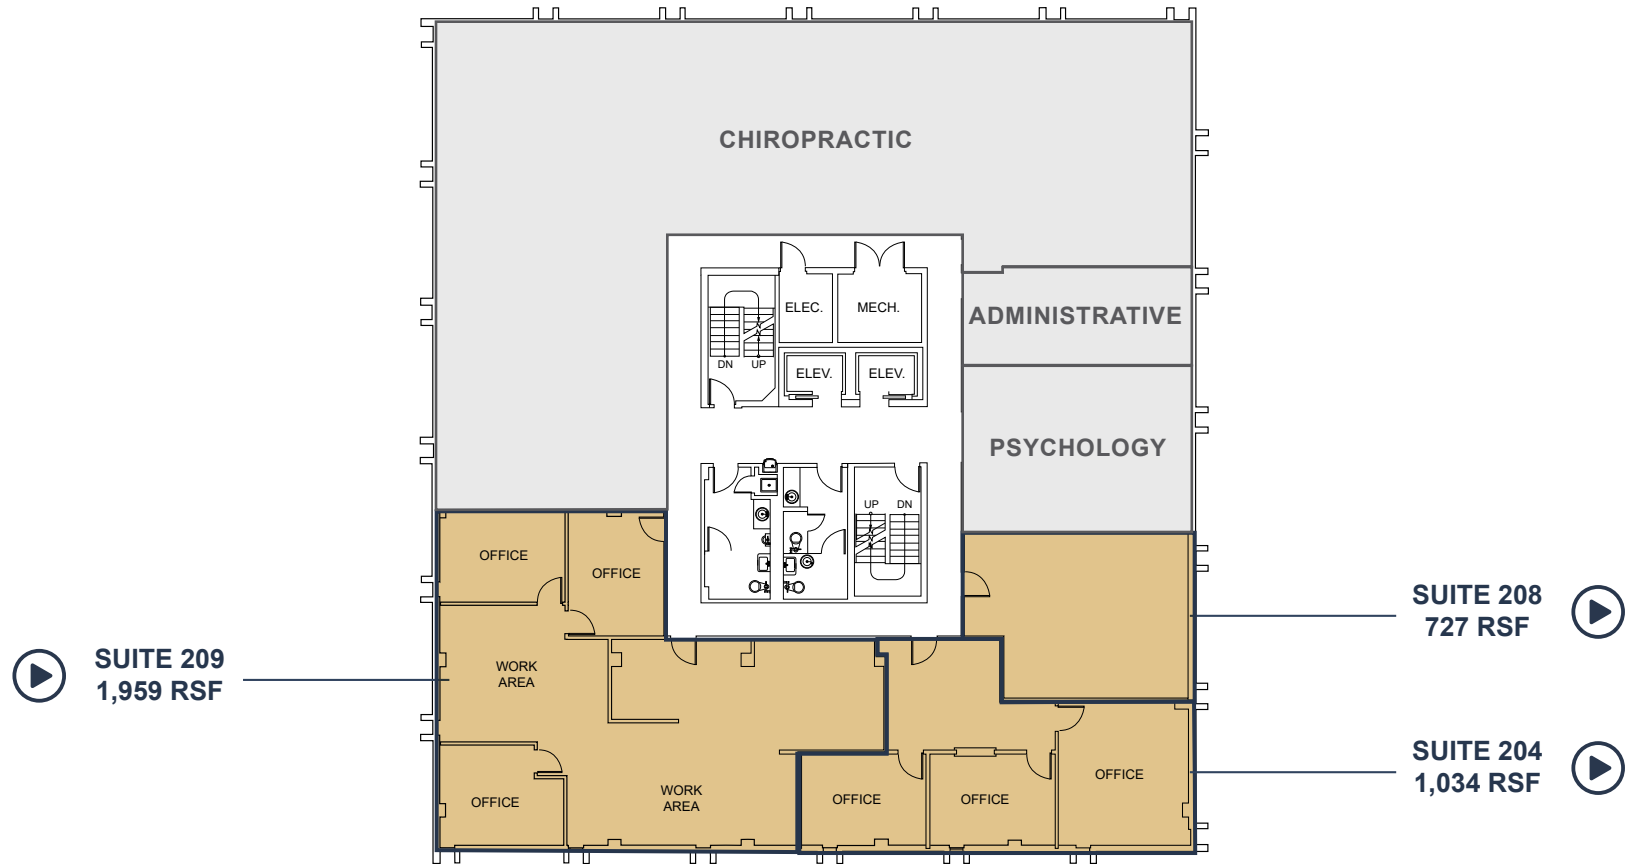 CHIROPRACTIC
ELEC.
MECH.
ADMINISTRATIVE
DN
UP
ELEV.
ELEV.
PSYCHOLOGY
UP
DN
OFFICE
OFFICE
SUITE 208
727 RSF
SUITE 209
1,959 RSF
WORK
AREA
SUITE 204
1,034 RSF
OFFICE
WORK
AREA
OFFICE
OFFICE
OFFICE